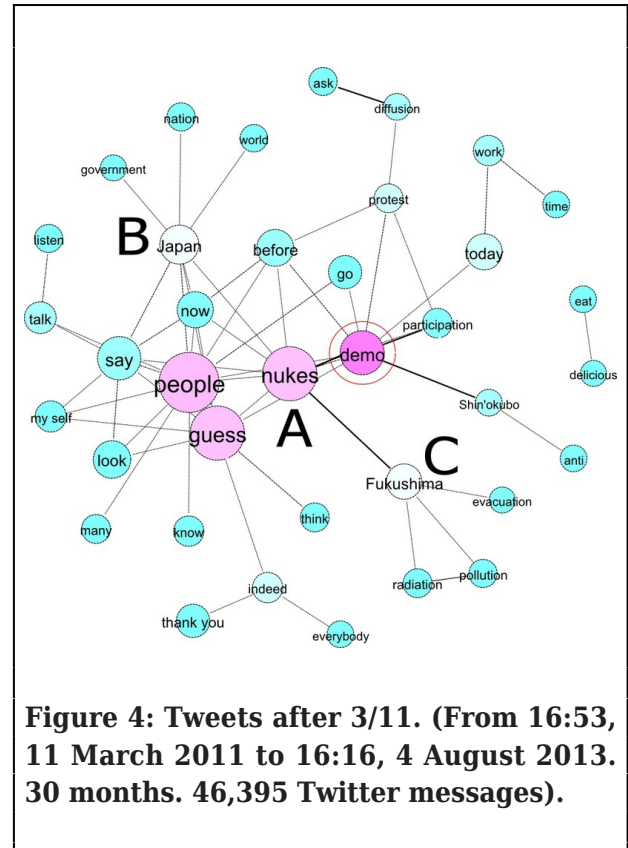 ask
diffusion
nation
world
work
government
protest
time
listen
B
Japan
before
today
go
eat
now
talk
participation
say
demo
people
nukes
delicious
my self
guess
A
Shin'okubo
look
C
anti
Fukushima
evacuation
many
know
think
radiation
pollution
indeed
thank you
everybody
Figure 4: Tweets after 3/11. (From 16:53,
11 March 2011 to 16:16, 4 August 2013.
30 months. 46,395 Twitter messages).